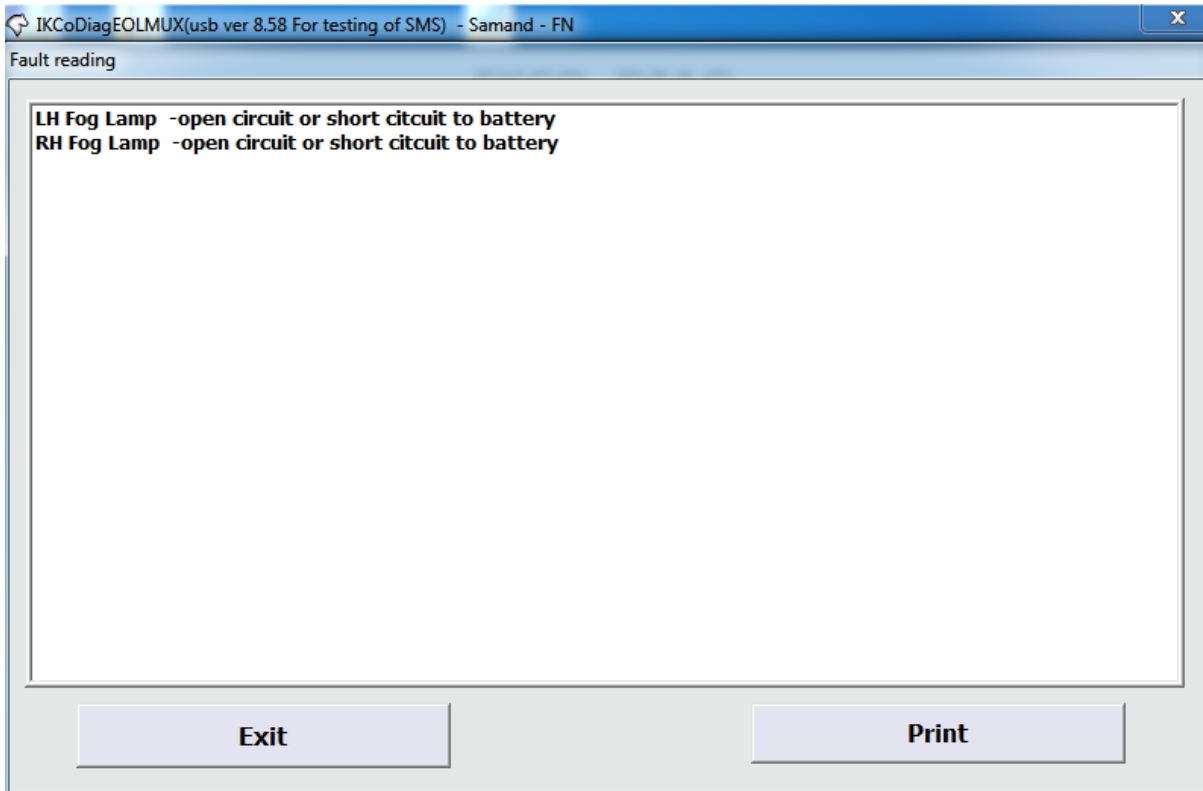 IKCoDiagEOLMUX(usb ver 8.58 For testing of SMS) - Samand - FN
Fault reading
LH Fog Lamp -open circuit or short citcuit to battery
RH Fog Lamp -open circuit or short citcuit to battery
Exit
Print